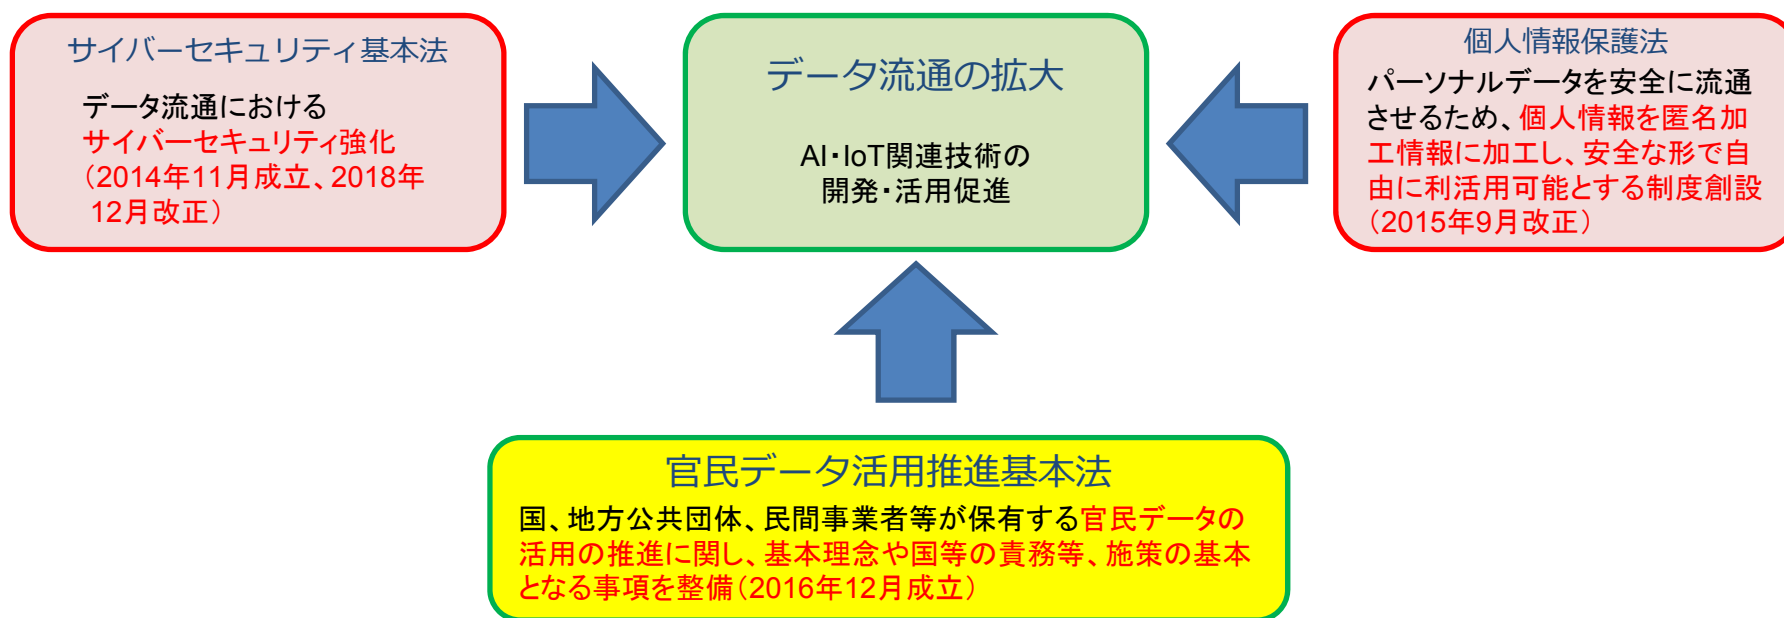 サイバーセキュリティ基本法
データ流通における
サイバーセキュリティ強化
（2014年11月成立、2018年
12月改正）
データ流通の拡大
AI・IoT関連技術の
開発・活用促進
個人情報保護法
パーソナルデータを安全に流通
させるため、個人情報を匿名加
工情報に加工し、安全な形で自
由に利活用可能とする制度創設
（2015年9月改正）
官民データ活用推進基本法
国、地方公共団体、民間事業者等が保有する官民データの
活用の推進に関し、基本理念や国等の責務等、施策の基本
となる事項を整備（2016年12月成立）